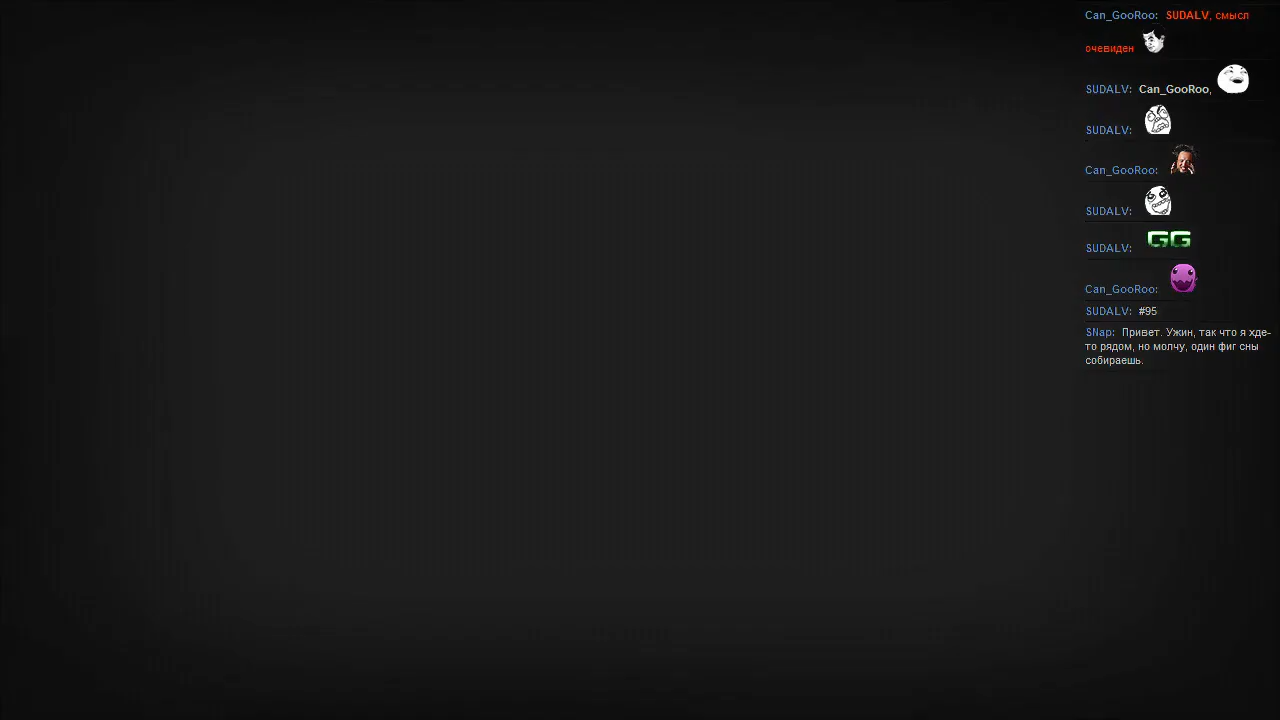 Can_GooRoo: SUDALV, смысл
очевиден
SUDALV: Can_GooRoo,
SUDALV:
Can_GooRoo:
SUDALV:
SUDALV: GG
Can_GooRoo:
SUDALV: #95
SNap: Привет. Ужин, так что я хде-
то рядом, но молчу, один фиг сны
собираешь.